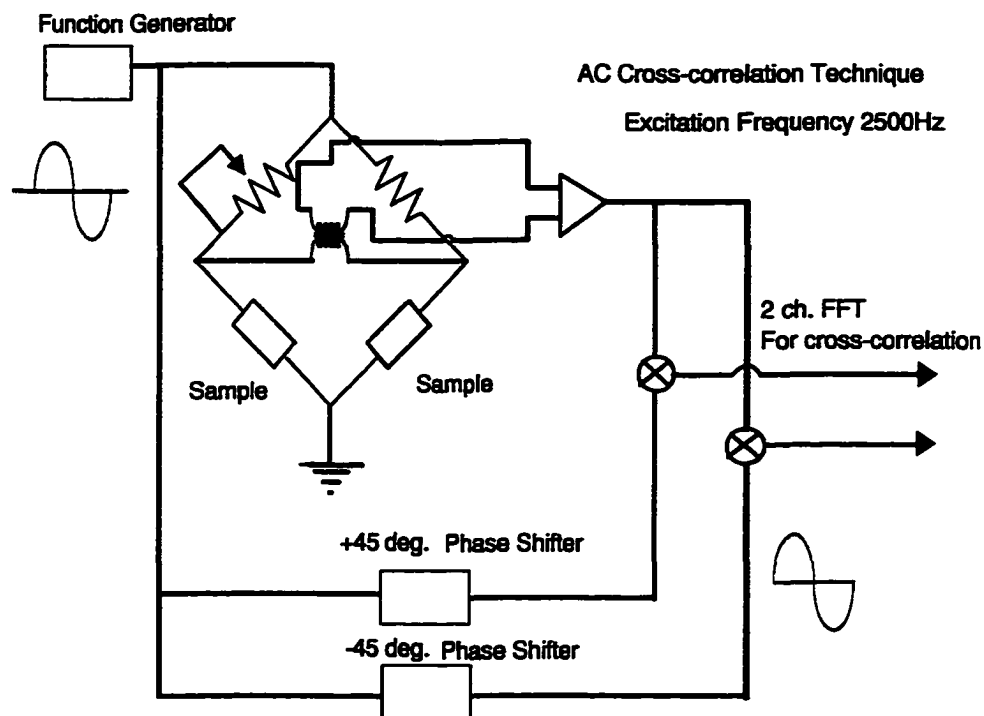 Function Generator
AC Cross-correlation Technique
Excitation Frequency 2500Hz
2 ch. FFT
For cross-correlation
Sample
Sample
+45 deg. Phase Shifter
-45 deg. Phase Shifter